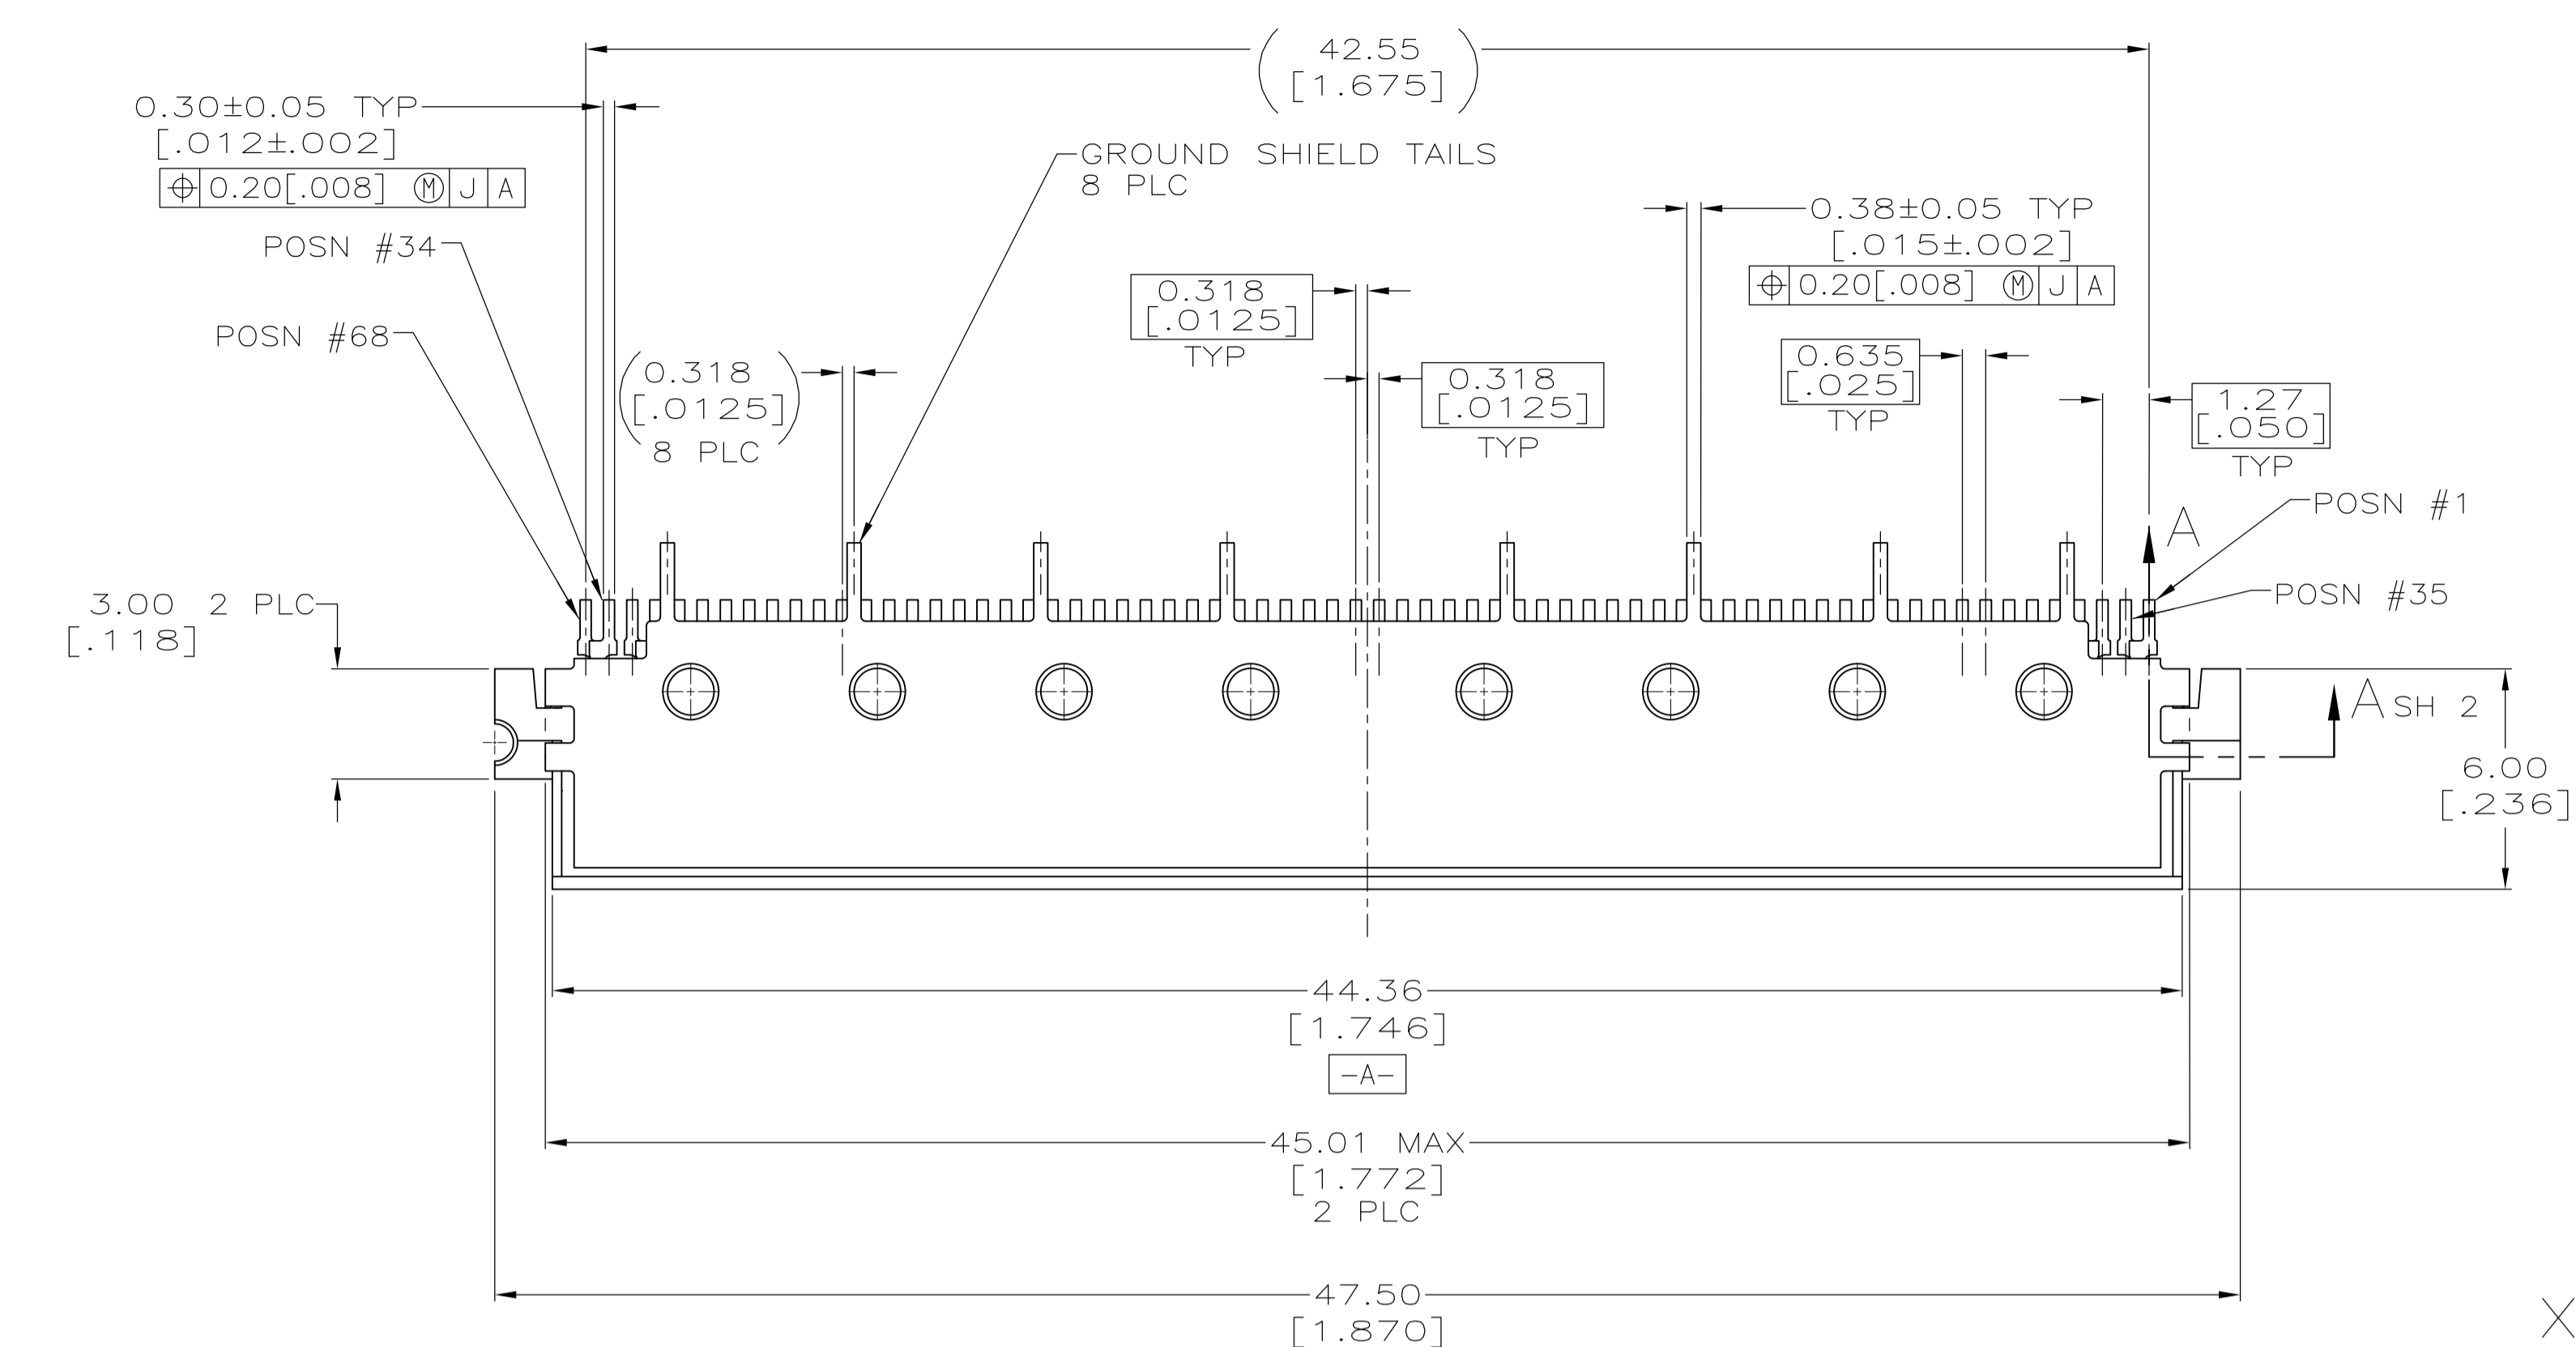 42.55
[1.675]
0.30±0.05 TYP
[.012±.002]
⌖ 0.20[.008] Ⓜ J A
GROUND SHIELD TAILS
8 PLC
POSN #34
0.38±0.05 TYP
[.015±.002]
⌖ 0.20[.008] Ⓜ J A
POSN #68
0.318
[.0125]
TYP
(0.318
[.0125])
8 PLC
0.318
[.0125]
TYP
0.635
[.025]
TYP
1.27
[.050]
TYP
POSN #1
A
POSN #35
3.00 2 PLC
[.118]
A SH 2
6.00
[.236]
44.36
[1.746]
-A-
45.01 MAX
[1.772]
2 PLC
47.50
[1.870]
X